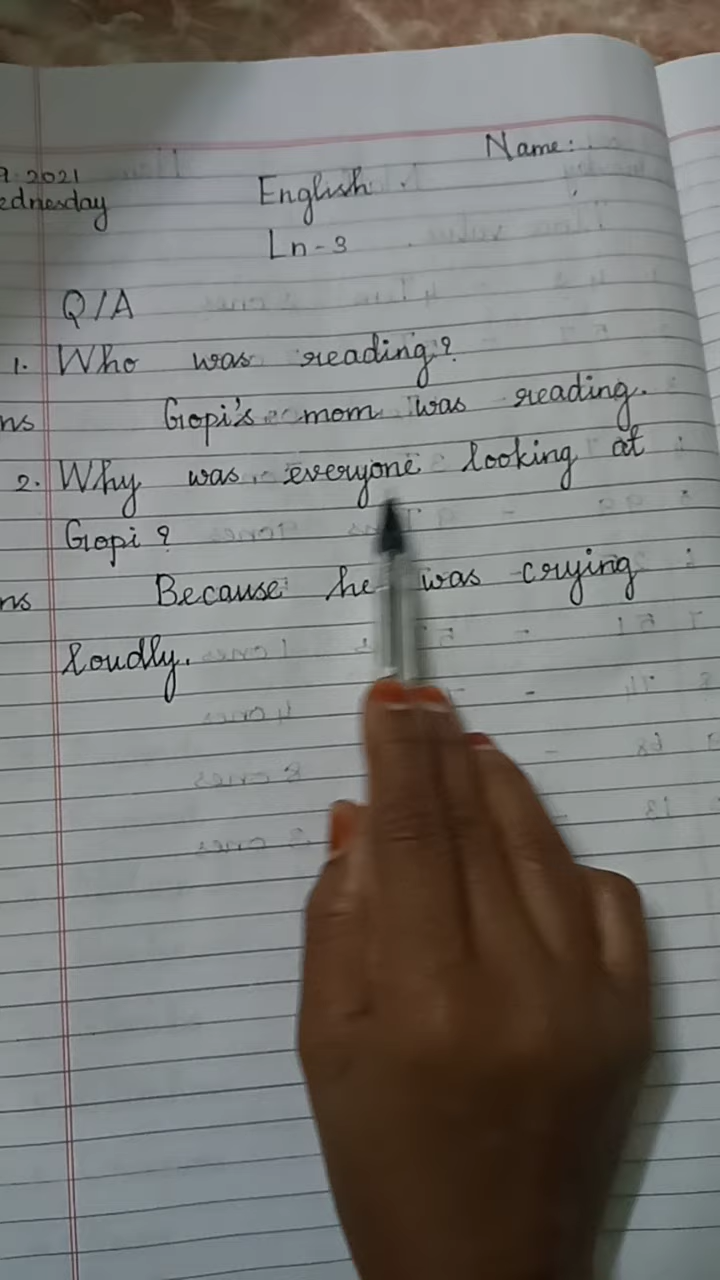 Name:
9.2021
ednesday
English
Ln-3
Q/A
1. Who was reading?
ns Gopi's mom was reading.
2. Why was everyone looking at
Gopi?
ns Because he was crying
loudly.